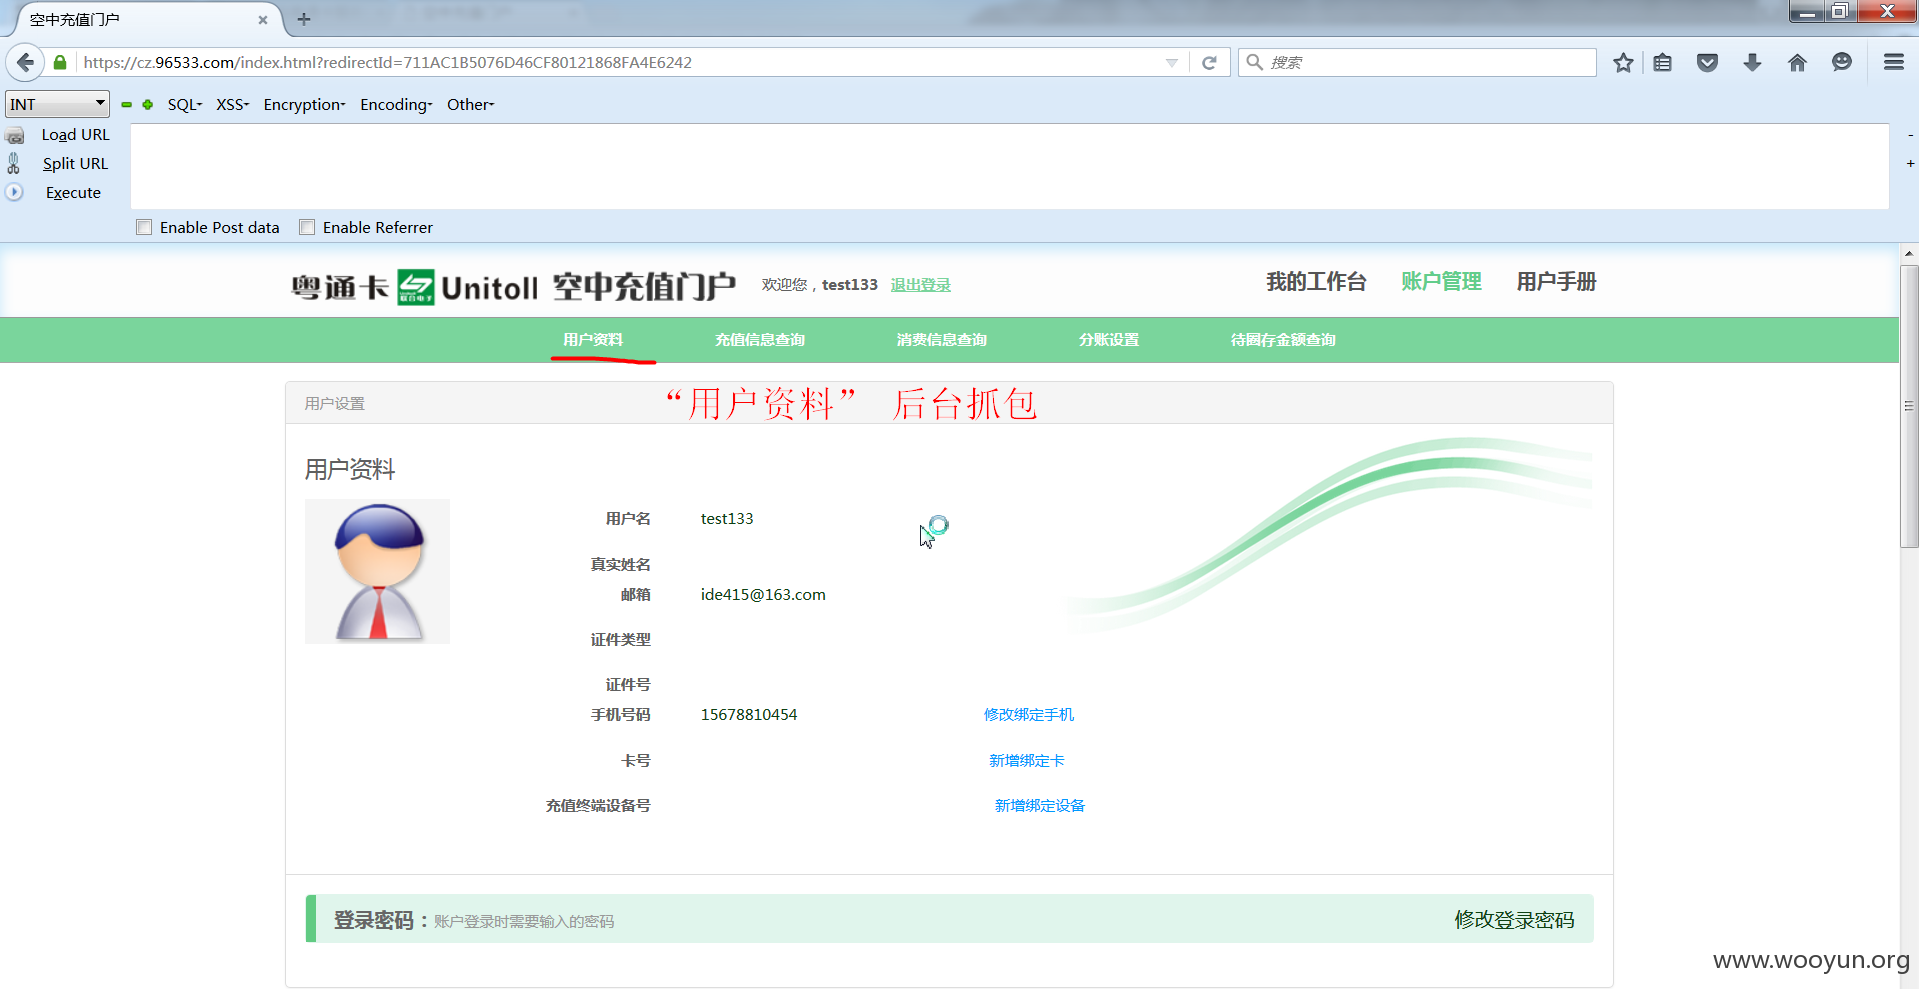 空中充值门户
https://cz.96533.com/index.html?redirectId=711AC1B5076D46CF80121868FA4E6242
搜索
INT SQL- XSS- Encryption- Encoding- Other-
Load URL
Split URL
Execute
Enable Post data Enable Referrer
粤通卡 联合电子 Unitoll 空中充值门户 欢迎您，test133 退出登录 我的工作台 账户管理 用户手册
用户资料 充值信息查询 消费信息查询 分账设置 待圈存金额查询
用户设置
“用户资料” 后台抓包
用户资料
用户名 test133
真实姓名
邮箱 ide415@163.com
证件类型
证件号
手机号码 15678810454 修改绑定手机
卡号 新增绑定卡
充值终端设备号 新增绑定设备
登录密码：账户登录时需要输入的密码 修改登录密码
www.wooyun.org